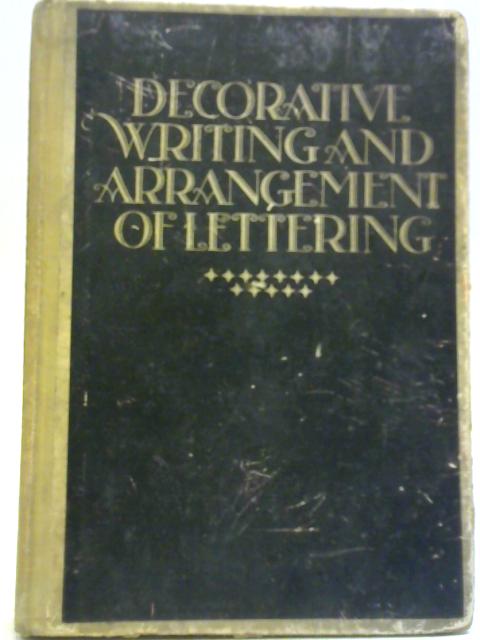 DECORATIVE
WRITING AND
ARRANGEMENT
OF LETTERING